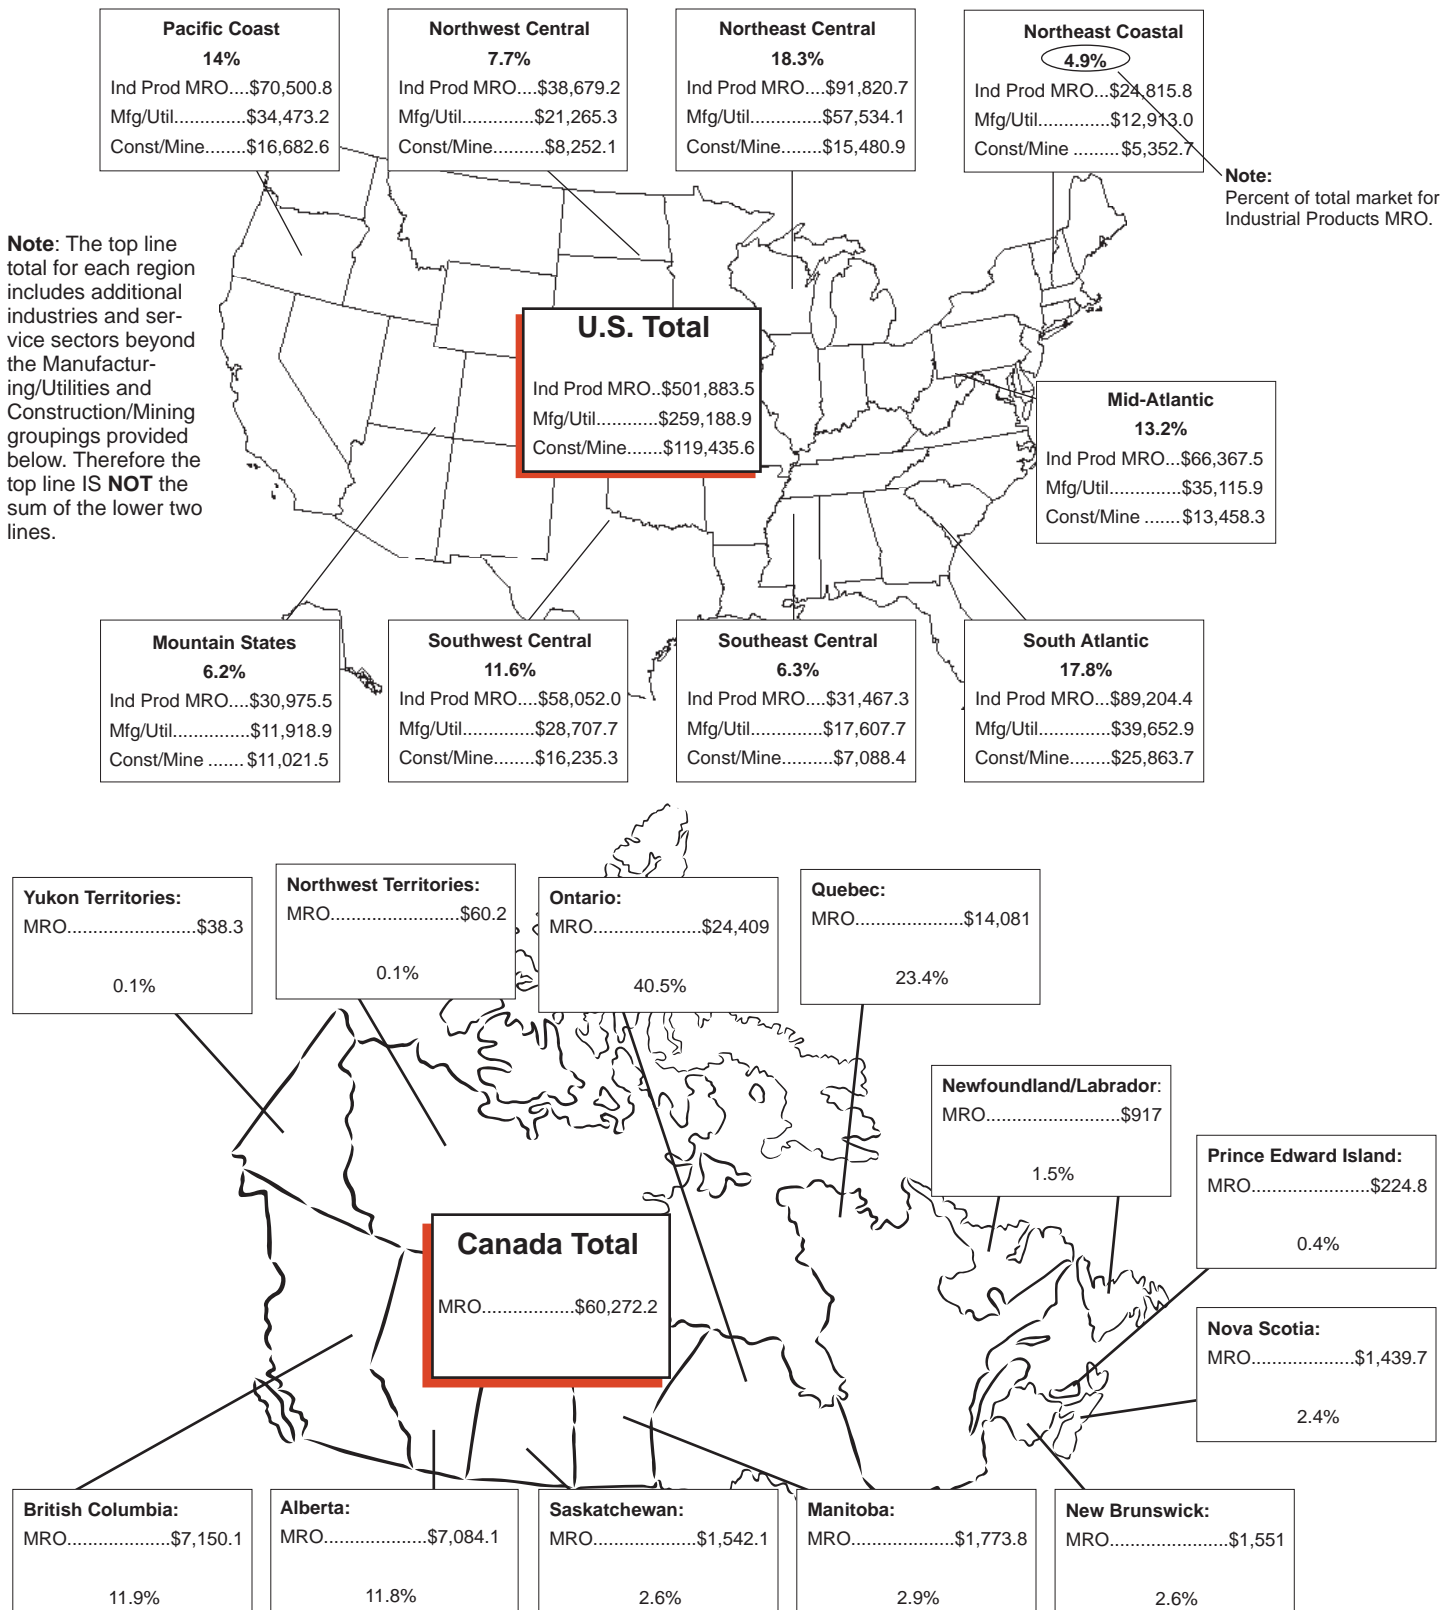 Pacific Coast
14%
Ind Prod MRO....$70,500.8
Mfg/Util..............$34,473.2
Const/Mine........$16,682.6
Northwest Central
7.7%
Ind Prod MRO....$38,679.2
Mfg/Util..............$21,265.3
Const/Mine..........$8,252.1
Northeast Central
18.3%
Ind Prod MRO....$91,820.7
Mfg/Util..............$57,534.1
Const/Mine........$15,480.9
Northeast Coastal
4.9%
Ind Prod MRO...$24,815.8
Mfg/Util..............$12,913.0
Const/Mine .........$5,352.7
Note:
Percent of total market for
Industrial Products MRO.
Note: The top line
total for each region
includes additional
industries and ser-
vice sectors beyond
the Manufactur-
ing/Utilities and
Construction/Mining
groupings provided
below. Therefore the
top line IS NOT the
sum of the lower two
lines.
U.S. Total
Ind Prod MRO..$501,883.5
Mfg/Util............$259,188.9
Const/Mine.......$119,435.6
Mid-Atlantic
13.2%
Ind Prod MRO...$66,367.5
Mfg/Util..............$35,115.9
Const/Mine .......$13,458.3
Mountain States
6.2%
Ind Prod MRO....$30,975.5
Mfg/Util...............$11,918.9
Const/Mine ....... $11,021.5
Southwest Central
11.6%
Ind Prod MRO....$58,052.0
Mfg/Util..............$28,707.7
Const/Mine........$16,235.3
Southeast Central
6.3%
Ind Prod MRO....$31,467.3
Mfg/Util..............$17,607.7
Const/Mine..........$7,088.4
South Atlantic
17.8%
Ind Prod MRO....$89,204.4
Mfg/Util..............$39,652.9
Const/Mine........$25,863.7
Yukon Territories:
MRO.........................$38.3
0.1%
Northwest Territories:
MRO.........................$60.2
0.1%
Ontario:
MRO.....................$24,409
40.5%
Quebec:
MRO.....................$14,081
23.4%
Newfoundland/Labrador:
MRO..........................$917
1.5%
Prince Edward Island:
MRO.......................$224.8
0.4%
Canada Total
MRO..................$60,272.2
Nova Scotia:
MRO....................$1,439.7
2.4%
British Columbia:
MRO....................$7,150.1
11.9%
Alberta:
MRO....................$7,084.1
11.8%
Saskatchewan:
MRO....................$1,542.1
2.6%
Manitoba:
MRO....................$1,773.8
2.9%
New Brunswick:
MRO.......................$1,551
2.6%